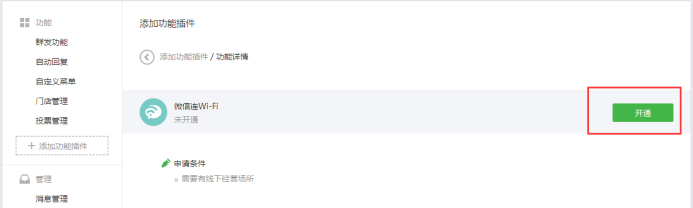 功能
群发功能
自动回复
自定义菜单
门店管理
投票管理
+ 添加功能插件
管理
消息管理
添加功能插件
添加功能插件 / 功能详情
微信连Wi-Fi
未开通
开通
申请条件
需要有线下经营场所